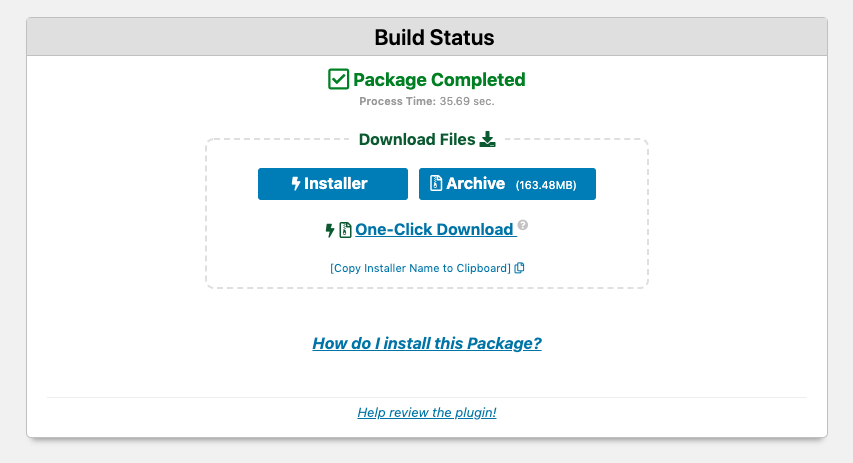 Build Status
Package Completed
Process Time: 35.69 sec.
Download Files
Installer
Archive (163.48MB)
One-Click Download ?
[Copy Installer Name to Clipboard]
How do I install this Package?
Help review the plugin!